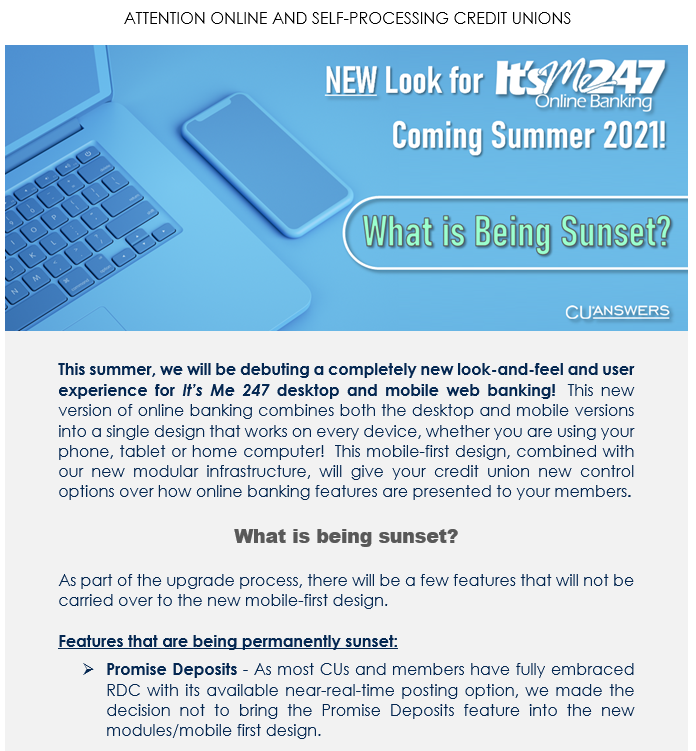 ATTENTION ONLINE AND SELF-PROCESSING CREDIT UNIONS
NEW Look for It'sMe247
Online Banking
Coming Summer 2021!
What is Being Sunset?
CU*ANSWERS
This summer, we will be debuting a completely new look-and-feel and user
experience for It's Me 247 desktop and mobile web banking! This new
version of online banking combines both the desktop and mobile versions
into a single design that works on every device, whether you are using your
phone, tablet or home computer! This mobile-first design, combined with
our new modular infrastructure, will give your credit union new control
options over how online banking features are presented to your members.
What is being sunset?
As part of the upgrade process, there will be a few features that will not be
carried over to the new mobile-first design.
Features that are being permanently sunset:
➢ Promise Deposits - As most CUs and members have fully embraced
RDC with its available near-real-time posting option, we made the
decision not to bring the Promise Deposits feature into the new
modules/mobile first design.